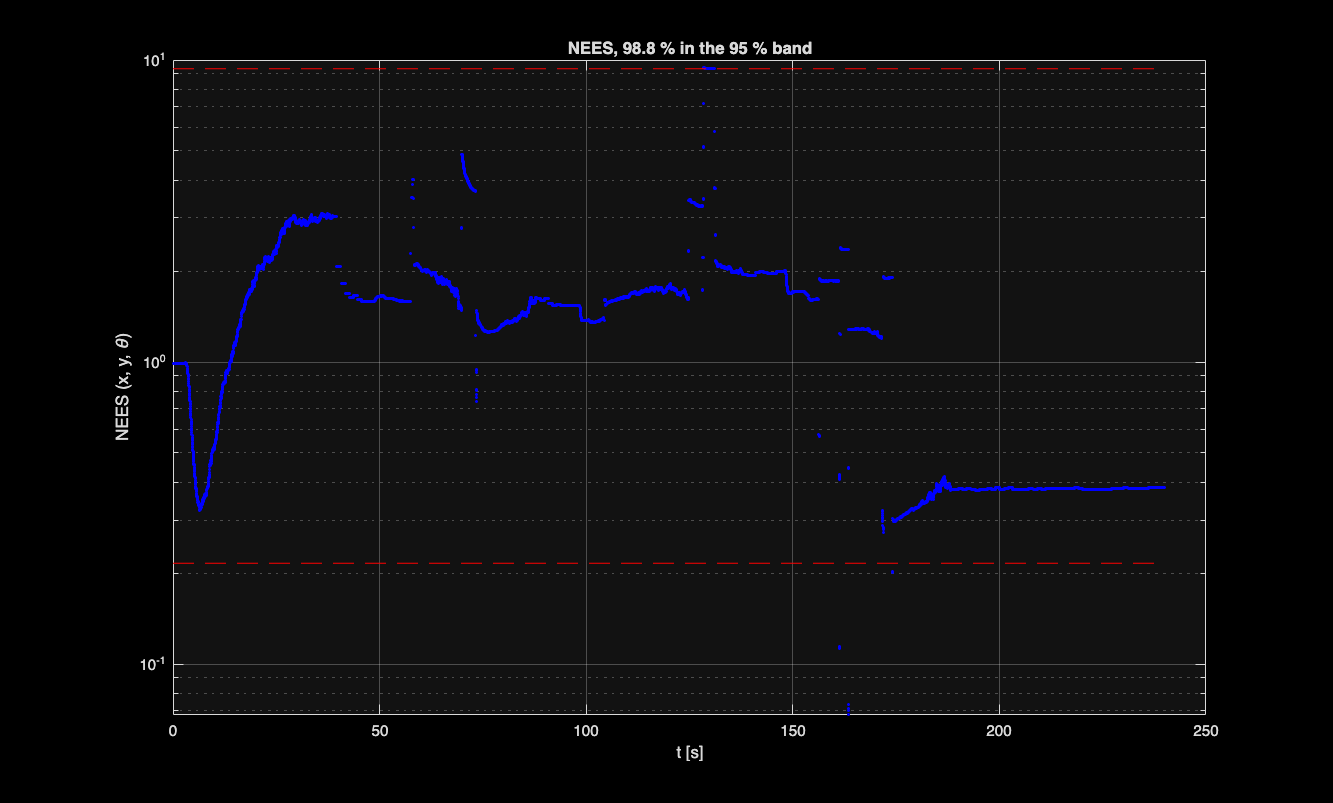 NEES, 98.8 % in the 95 % band
10¹
10⁰
10⁻¹
NEES (x, y, θ)
0 50 100 150 200 250
t [s]